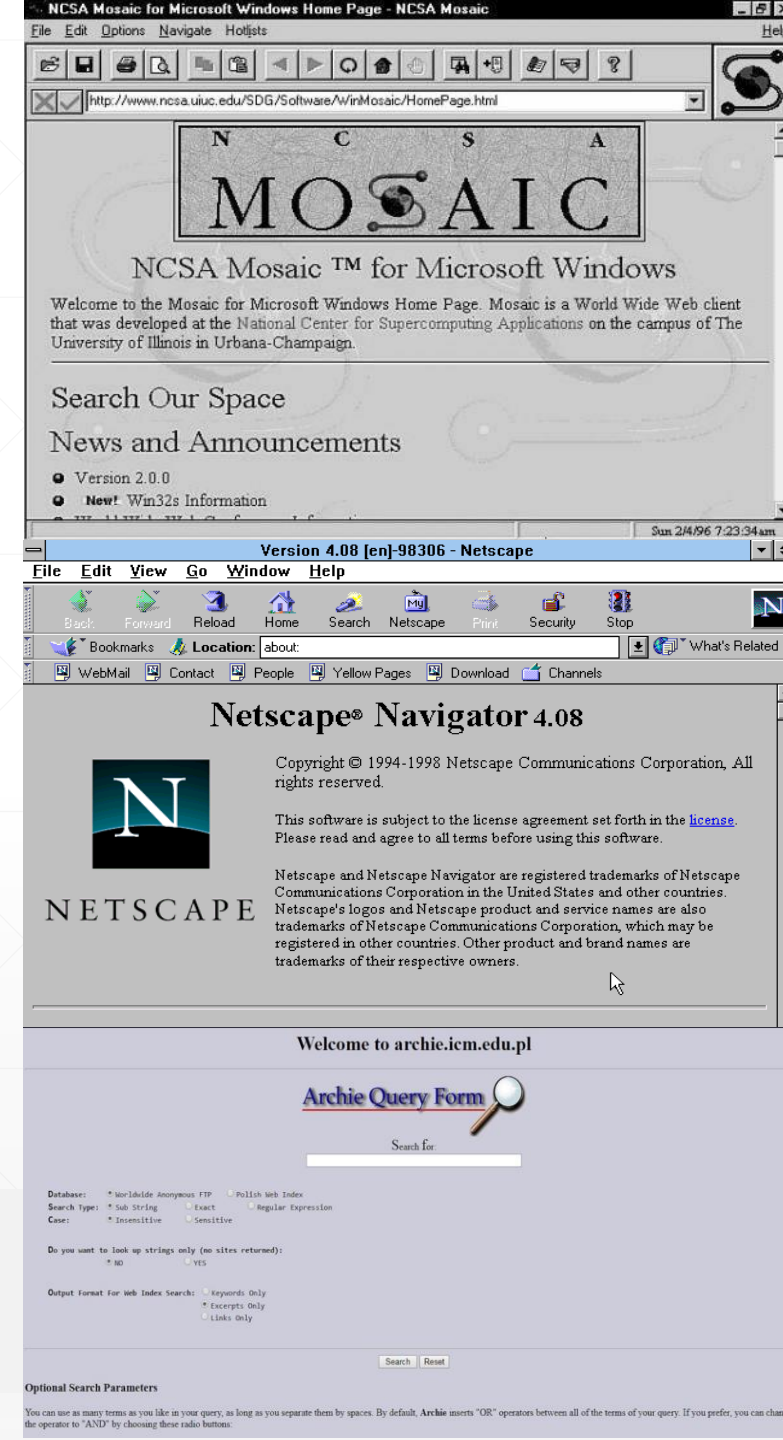 NCSA Mosaic for Microsoft Windows Home Page - NCSA Mosaic
File Edit Options Navigate Hotlists Hel
http://www.ncsa.uiuc.edu/SDG/Software/WinMosaic/HomePage.html
N C S A
MOSAIC
NCSA Mosaic ™ for Microsoft Windows
Welcome to the Mosaic for Microsoft Windows Home Page. Mosaic is a World Wide Web client
that was developed at the National Center for Supercomputing Applications on the campus of The
University of Illinois in Urbana-Champaign.
Search Our Space
News and Announcements
Version 2.0.0
New! Win32s Information
Sun 2/4/96 7:23:34 am
Version 4.08 [en]-98306 - Netscape
File Edit View Go Window Help
Back Forward Reload Home Search Netscape Print Security Stop
My
N
Bookmarks Location: about: What's Related
WebMail Contact People Yellow Pages Download Channels
Netscape® Navigator 4.08
Copyright © 1994-1998 Netscape Communications Corporation, All
rights reserved.
This software is subject to the license agreement set forth in the license.
Please read and agree to all terms before using this software.
Netscape and Netscape Navigator are registered trademarks of Netscape
Communications Corporation in the United States and other countries.
Netscape's logos and Netscape product and service names are also
trademarks of Netscape Communications Corporation, which may be
registered in other countries. Other product and brand names are
trademarks of their respective owners.
N
NETSCAPE
Welcome to archie.icm.edu.pl
Archie Query Form
Search for:
Database: Worldwide Anonymous FTP Polish Web Index
Search Type: Sub String Exact Regular Expression
Case: Insensitive Sensitive
Do you want to look up strings only (no sites returned):
NO YES
Output Format For Web Index Search: Keywords Only
Excerpts Only
Links Only
Search Reset
Optional Search Parameters
You can use as many terms as you like in your query, as long as you separate them by spaces. By default, Archie inserts "OR" operators between all of the terms of your query. If you prefer, you can chan
the operator to "AND" by choosing these radio buttons: